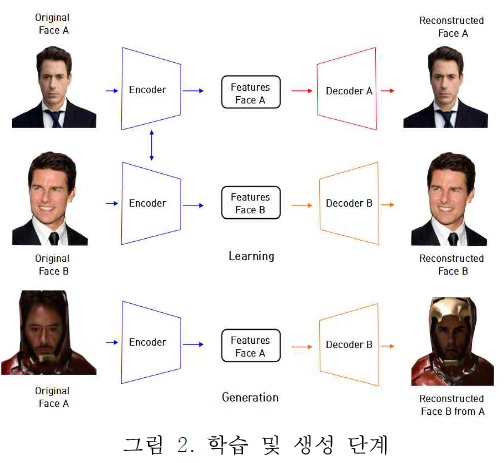 Original
Face A
Reconstructed
Face A
Encoder
Features
Face A
Decoder A
Encoder
Features
Face B
Decoder B
Original
Face B
Learning
Reconstructed
Face B
Encoder
Features
Face A
Decoder B
Original
Face A
Generation
Reconstructed
Face B from A
그림 2. 학습 및 생성 단계